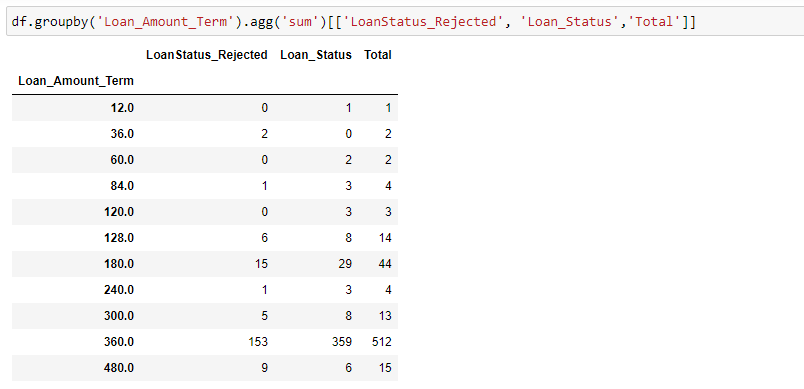 df.groupby('Loan_Amount_Term').agg('sum')[['LoanStatus_Rejected', 'Loan_Status','Total']]
LoanStatus_Rejected Loan_Status Total
Loan_Amount_Term
12.0 0 1 1
36.0 2 0 2
60.0 0 2 2
84.0 1 3 4
120.0 0 3 3
128.0 6 8 14
180.0 15 29 44
240.0 1 3 4
300.0 5 8 13
360.0 153 359 512
480.0 9 6 15